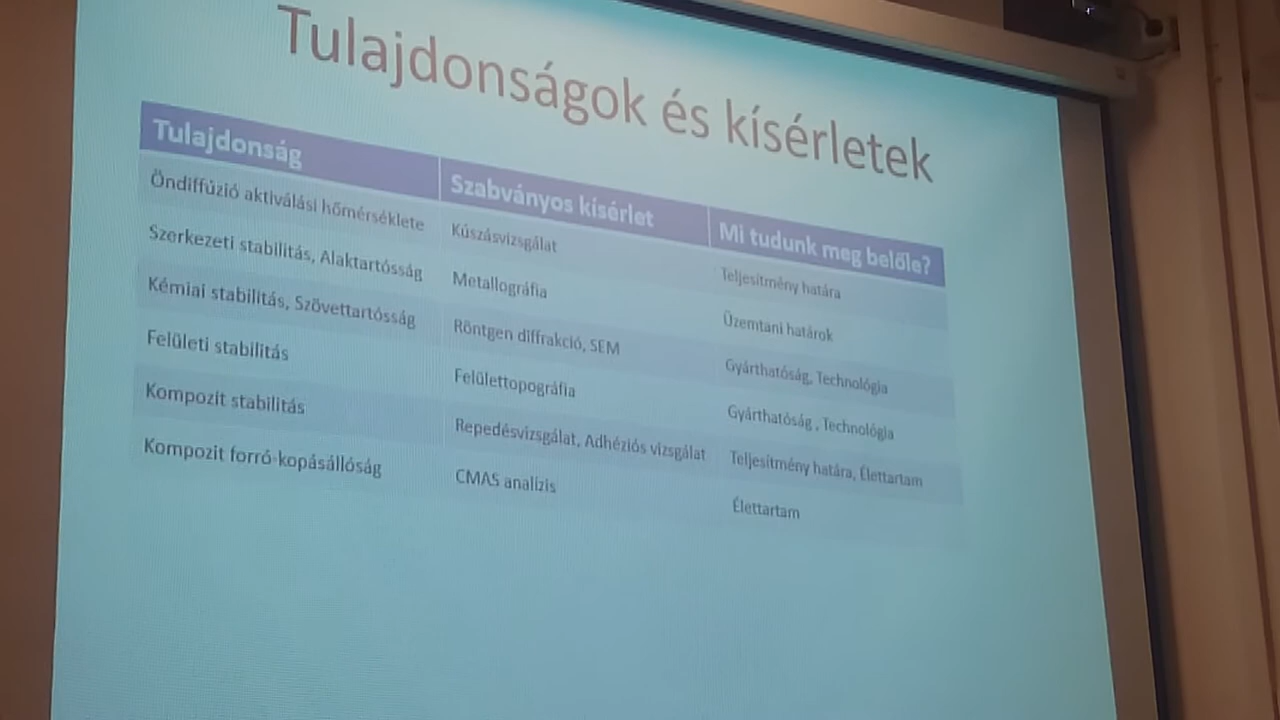 Tulajdonságok és kísérletek
Tulajdonság Szabványos kísérlet Mi tudunk meg belőle?
Öndiffúzió aktiválási hőmérséklete Kúszásvizsgálat Teljesítmény határa
Szerkezeti stabilitás, Alaktartósság Metallográfia Üzemtani határok
Kémiai stabilitás, Szövettartósság Röntgen diffrakció, SEM Gyárthatóság, Technológia
Felületi stabilitás Felülettopográfia Gyárthatóság , Technológia
Kompozit stabilitás Repedésvizsgálat, Adhéziós vizsgálat Teljesítmény határa, Élettartam
Kompozit forró-kopásállóság CMAS analízis Élettartam